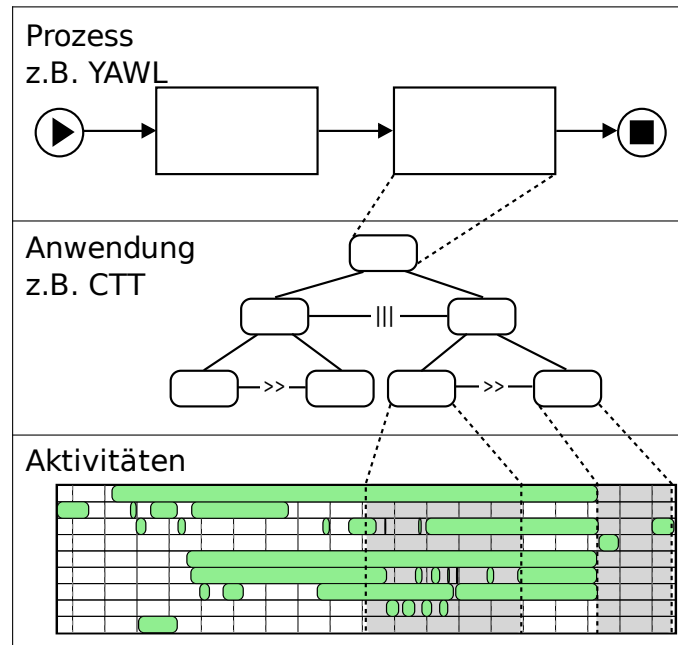 Prozess
z.B. YAWL
Anwendung
z.B. CTT
|||
>> >>
Aktivitäten